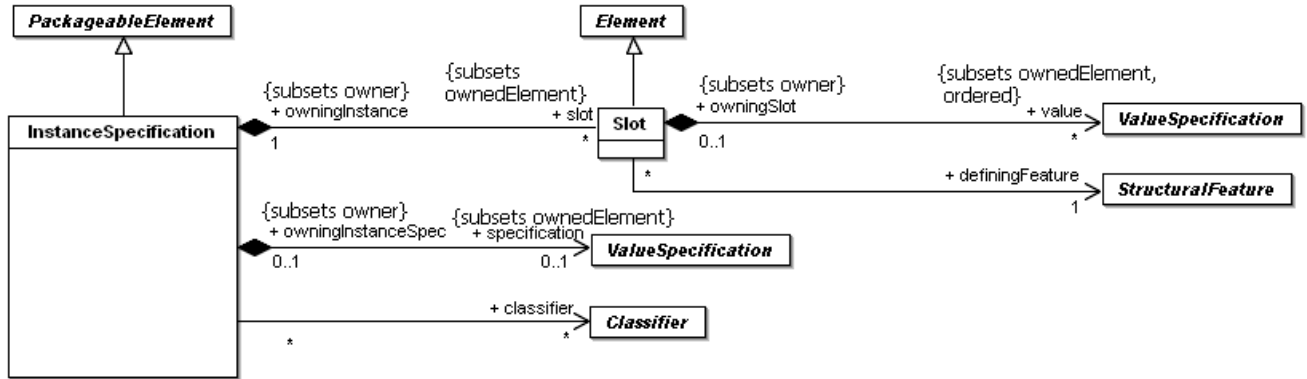 PackageableElement
Element
{subsets owner}
+ owningInstance
1
{subsets
ownedElement}
+ slot
*
{subsets owner}
+ owningSlot
0..1
{subsets ownedElement,
ordered}
+ value
*
InstanceSpecification
Slot
ValueSpecification
*
+ definingFeature
1
StructuralFeature
{subsets owner}
+ owningInstanceSpec
0..1
{subsets ownedElement}
+ specification
0..1
ValueSpecification
+ classifier
*
*
Classifier